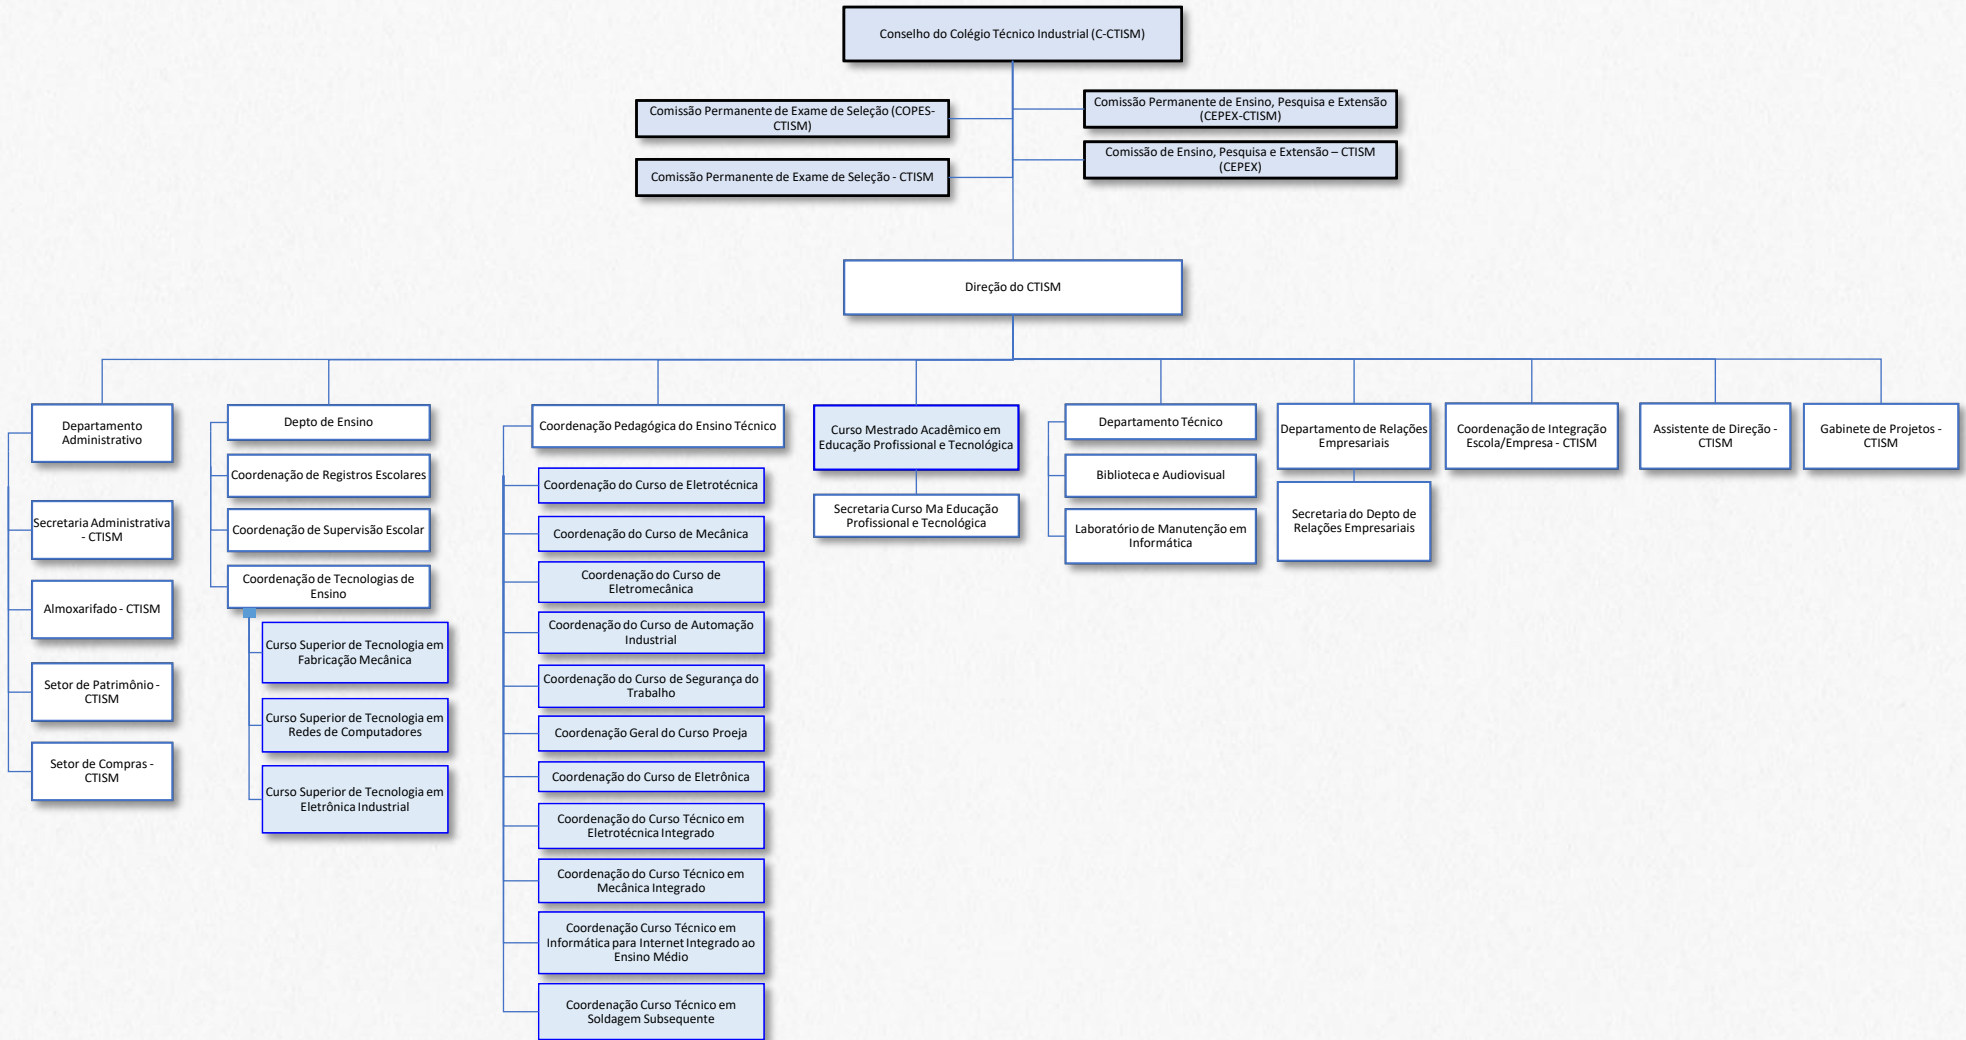 Conselho do Colégio Técnico Industrial (C-CTISM)
Comissão Permanente de Exame de Seleção (COPES-
CTISM)
Comissão Permanente de Ensino, Pesquisa e Extensão
(CEPEX-CTISM)
Comissão Permanente de Exame de Seleção - CTISM
Comissão de Ensino, Pesquisa e Extensão – CTISM
(CEPEX)
Direção do CTISM
Departamento
Administrativo
Secretaria Administrativa
- CTISM
Almoxarifado - CTISM
Setor de Patrimônio -
CTISM
Setor de Compras -
CTISM
Depto de Ensino
Coordenação de Registros Escolares
Coordenação de Supervisão Escolar
Coordenação de Tecnologias de
Ensino
Curso Superior de Tecnologia em
Fabricação Mecânica
Curso Superior de Tecnologia em
Redes de Computadores
Curso Superior de Tecnologia em
Eletrônica Industrial
Coordenação Pedagógica do Ensino Técnico
Coordenação do Curso de Eletrotécnica
Coordenação do Curso de Mecânica
Coordenação do Curso de
Eletromecânica
Coordenação do Curso de Automação
Industrial
Coordenação do Curso de Segurança do
Trabalho
Coordenação Geral do Curso Proeja
Coordenação do Curso de Eletrônica
Coordenação do Curso Técnico em
Eletrotécnica Integrado
Coordenação do Curso Técnico em
Mecânica Integrado
Coordenação Curso Técnico em
Informática para Internet Integrado ao
Ensino Médio
Coordenação Curso Técnico em
Soldagem Subsequente
Curso Mestrado Acadêmico em
Educação Profissional e Tecnológica
Secretaria Curso Ma Educação
Profissional e Tecnológica
Departamento Técnico
Biblioteca e Audiovisual
Laboratório de Manutenção em
Informática
Departamento de Relações
Empresariais
Secretaria do Depto de
Relações Empresariais
Coordenação de Integração
Escola/Empresa - CTISM
Assistente de Direção -
CTISM
Gabinete de Projetos -
CTISM